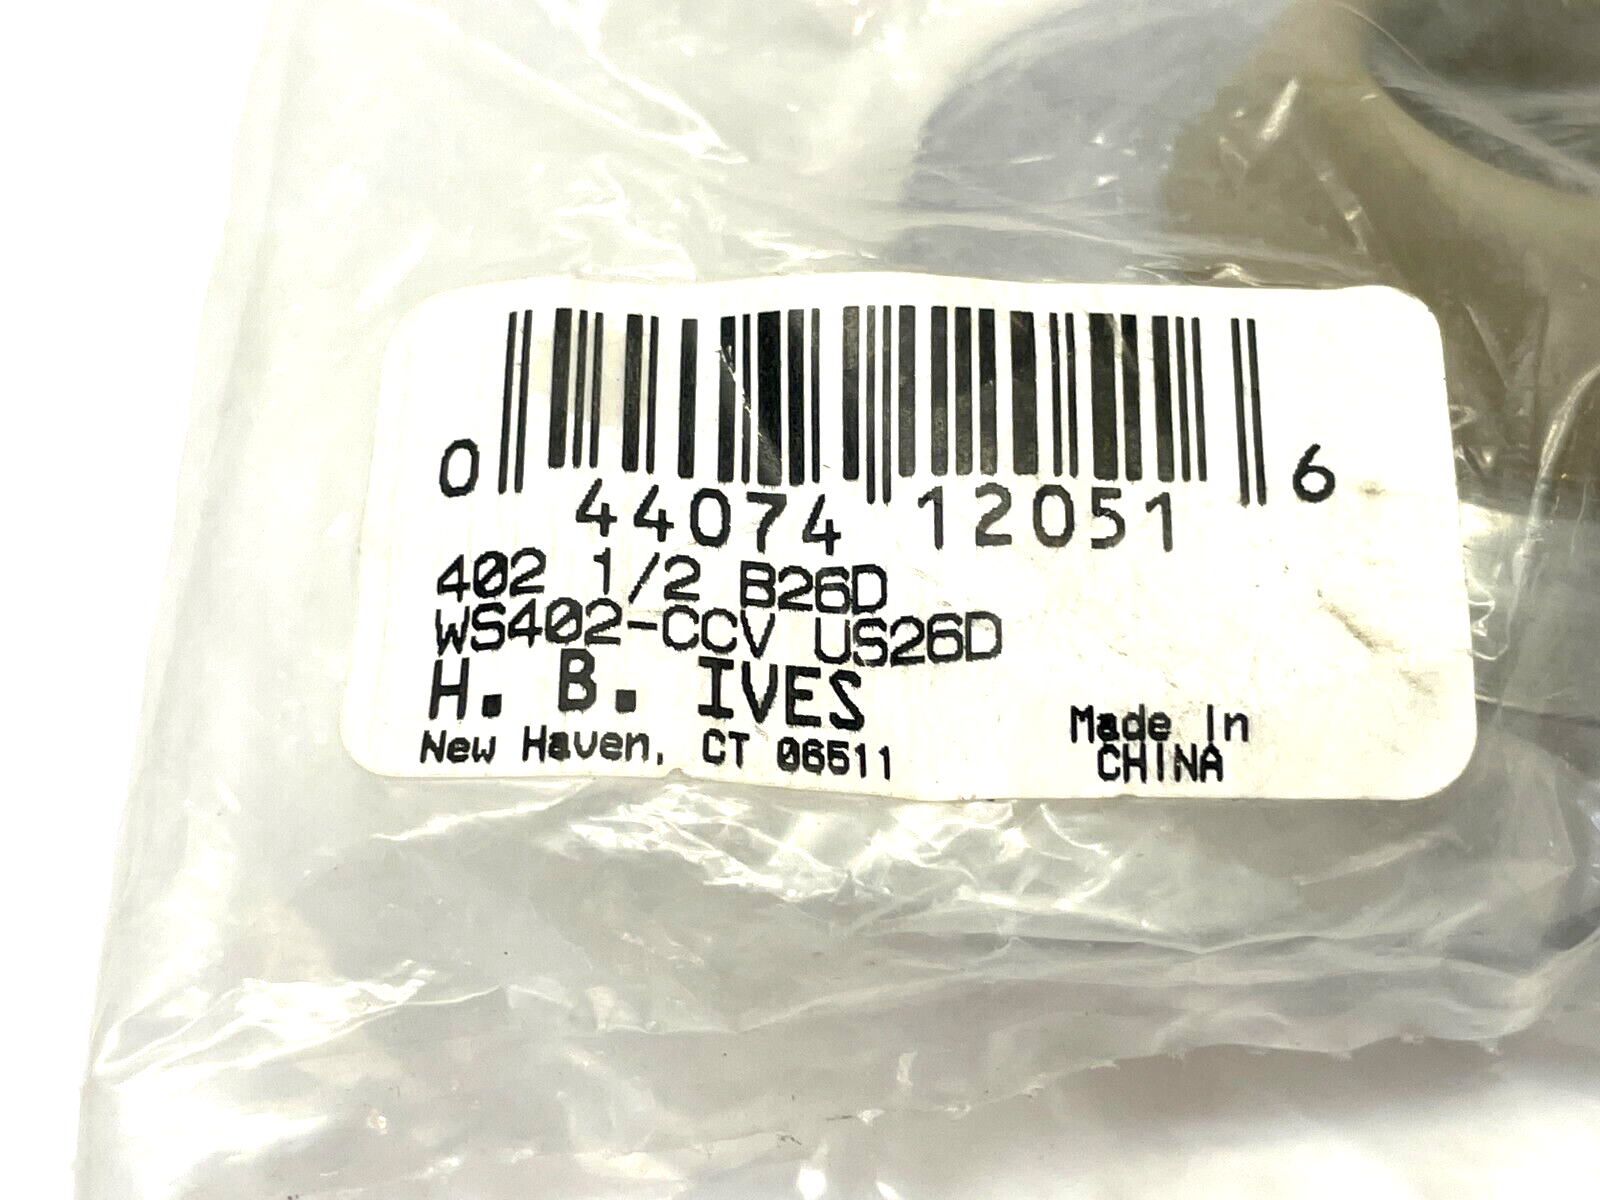 0 44074 12051 6
402 1/2 B26D
WS402-CCV US26D
H. B. IVES
New Haven, CT 06511
Made In
CHINA